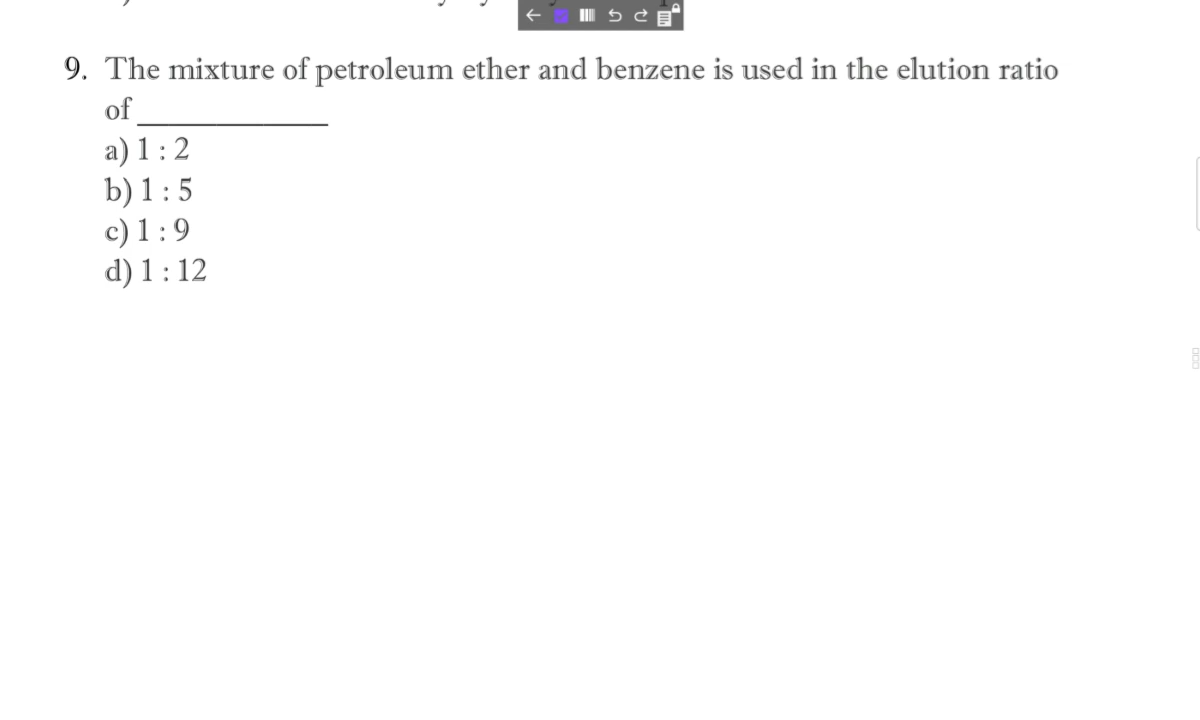 9. The mixture of petroleum ether and benzene is used in the elution ratio
of ____________
a) 1 : 2
b) 1 : 5
c) 1 : 9
d) 1 : 12